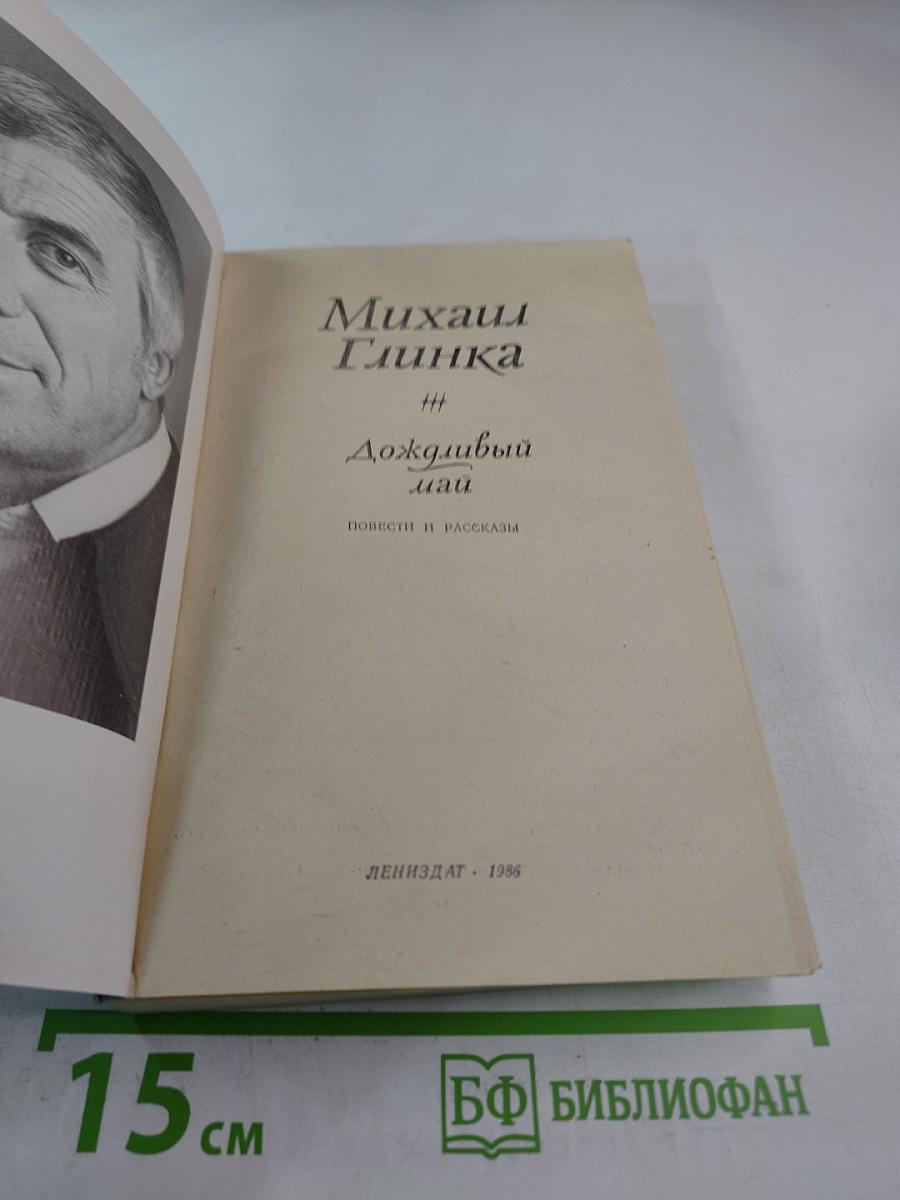 Михаил
Глинка
Дождливый
май
ПОВЕСТИ И РАССКАЗЫ
ЛЕНИЗДАТ · 1986
15 см
БФ БИБЛИОФАН